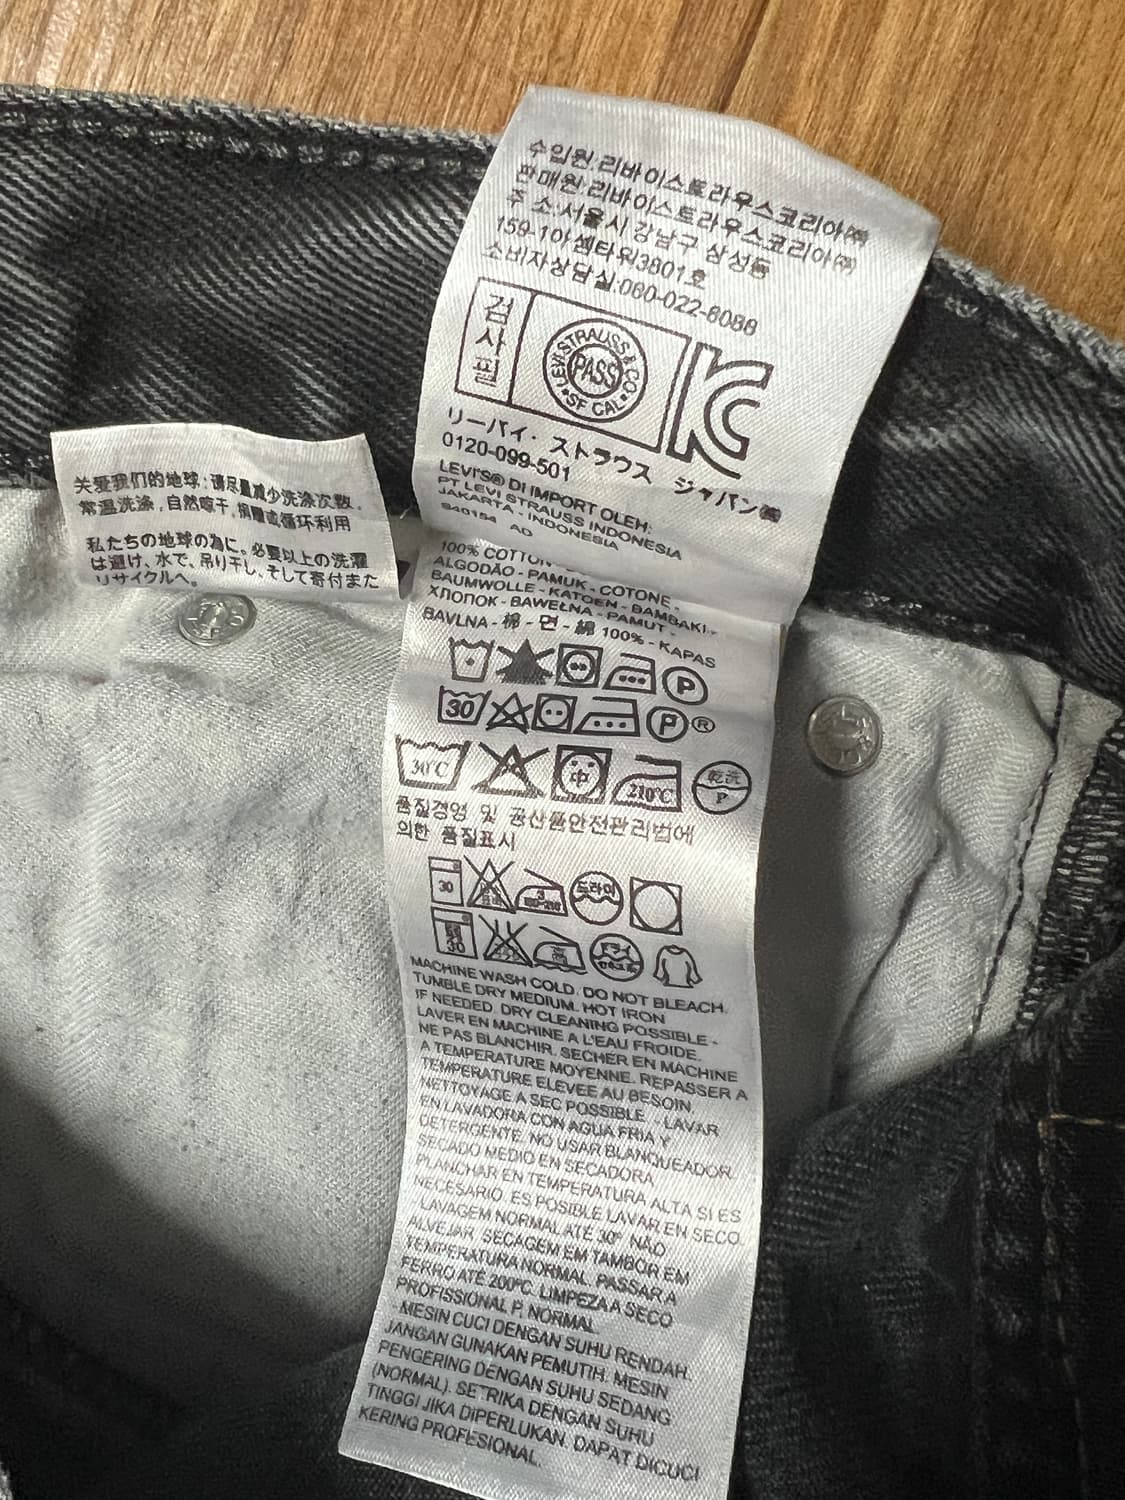 수입원:리바이스트라우스코리아㈜
판매원:리바이스트라우스코리아㈜
주 소:서울시 강남구 삼성동
159-10아셈타워3801호
소비자상담실:080-022-8088
검사필
LEVI STRAUSS & CO.
PASS
SF CAL
リーバイ・ストラウス ジャパン㈱
0120-099-501
LEVI'S® DI IMPORT OLEH:
PT LEVI STRAUSS INDONESIA
JAKARTA - INDONESIA
940154 AD
关爱我们的地球:请尽量减少洗涤次数,
常温洗涤,自然晾干,捐赠或循环利用
私たちの地球の為に。必要以上の洗濯
は避け、水で、吊り干し、そして寄付また
リサイクルへ。
100% COTTON -
ALGODÃO - PAMUK - COTONE -
BAUMWOLLE - KATOEN - BAMBAKI -
ХЛОПОК - BAWEŁNA - PAMUT -
BAVLNA - 棉 - 면 - 綿 100% - KAPAS
P
30 P ®
30℃ 中 210℃ 乾洗 P
품질경영 및 공산품안전관리법에
의한 품질표시
30 드라이
30 ドライ
MACHINE WASH COLD. DO NOT BLEACH.
TUMBLE DRY MEDIUM. HOT IRON
IF NEEDED. DRY CLEANING POSSIBLE -
LAVER EN MACHINE A L'EAU FROIDE.
NE PAS BLANCHIR. SECHER EN MACHINE
A TEMPERATURE MOYENNE. REPASSER A
TEMPERATURE ELEVEE AU BESOIN.
NETTOYAGE A SEC POSSIBLE. - LAVAR
EN LAVADORA CON AGUA FRIA Y
DETERGENTE. NO USAR BLANQUEADOR.
SECADO MEDIO EN SECADORA
PLANCHAR EN TEMPERATURA ALTA SI ES
NECESARIO. ES POSIBLE LAVAR EN SECO.
- LAVAGEM NORMAL ATÉ 30° NÃO
ALVEJAR. SECAGEM EM TAMBOR EM
TEMPERATURA NORMAL. PASSAR A
FERRO ATÉ 200°C. LIMPEZA A SECO
PROFISSIONAL P, NORMAL
- MESIN CUCI DENGAN SUHU RENDAH.
JANGAN GUNAKAN PEMUTIH. MESIN
PENGERING DENGAN SUHU SEDANG
(NORMAL). SETRIKA DENGAN SUHU
TINGGI JIKA DIPERLUKAN. DAPAT DICUCI
KERING PROFESIONAL.